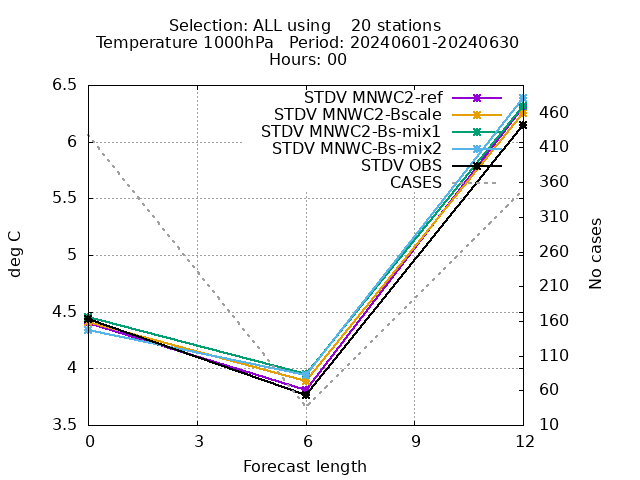 Selection: ALL using    20 stations
Temperature 1000hPa   Period: 20240601-20240630
Hours: 00
STDV MNWC2-ref
STDV MNWC2-Bscale
STDV MNWC2-Bs-mix1
STDV MNWC-Bs-mix2
STDV OBS
CASES
6.5
6
5.5
5
4.5
4
3.5
deg C
460
410
360
310
260
210
160
110
60
10
No cases
0
3
6
9
12
Forecast length